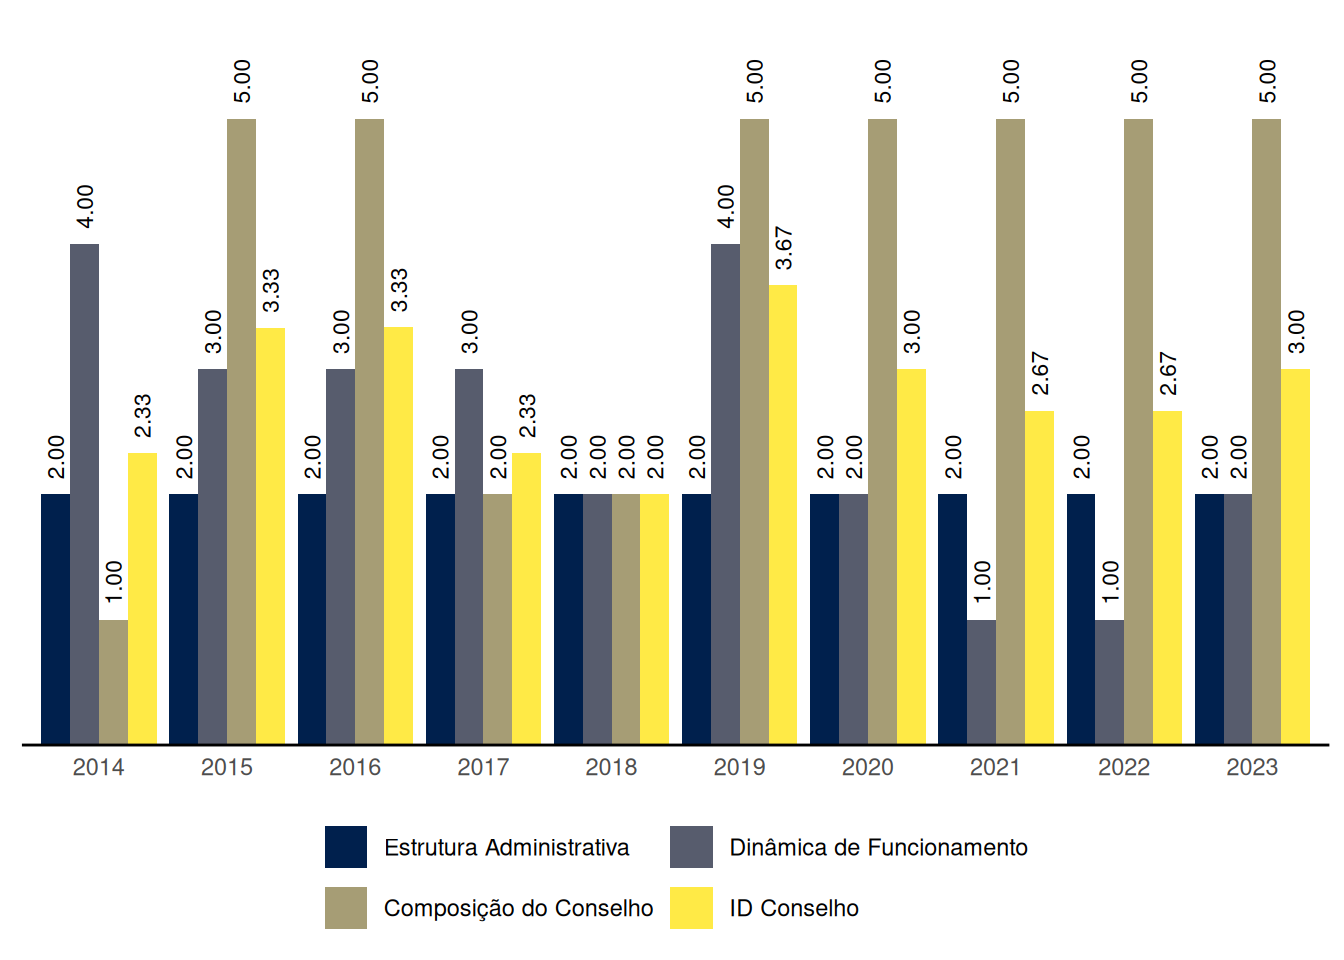 5.00 5.00 5.00 5.00 5.00 5.00 5.00
4.00 4.00
3.67
3.33 3.33
3.00 3.00 3.00 3.00 3.00
2.67 2.67
2.33 2.33
2.00 2.00 2.00 2.00 2.00 2.00 2.00 2.00 2.00 2.00 2.00 2.00 2.00 2.00 2.00 2.00
1.00 1.00 1.00
2014 2015 2016 2017 2018 2019 2020 2021 2022 2023
Estrutura Administrativa Dinâmica de Funcionamento
Composição do Conselho ID Conselho